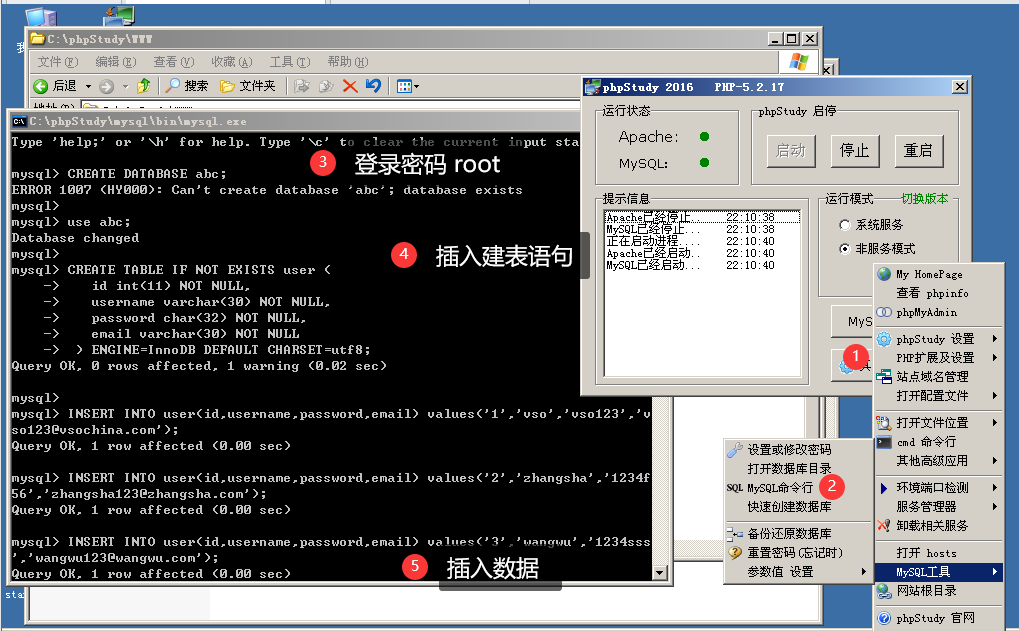 C:\phpStudy\WWW
文件(F) 编辑(E) 查看(V) 收藏(A) 工具(T) 帮助(H)
后退 搜索 文件夹
C:\phpStudy\mysql\bin\mysql.exe
Type 'help;' or '\h' for help. Type '\c' to clear the current input sta
mysql> CREATE DATABASE abc;
ERROR 1007 (HY000): Can't create database 'abc'; database exists
mysql>
mysql> use abc;
Database changed
mysql>
mysql> CREATE TABLE IF NOT EXISTS user (
-> id int(11) NOT NULL,
-> username varchar(30) NOT NULL,
-> password char(32) NOT NULL,
-> email varchar(30) NOT NULL
-> ) ENGINE=InnoDB DEFAULT CHARSET=utf8;
Query OK, 0 rows affected, 1 warning (0.02 sec)
mysql>
mysql> INSERT INTO user(id,username,password,email) values('1','vso','vso123','v
so123@vsochina.com');
Query OK, 1 row affected (0.00 sec)
mysql> INSERT INTO user(id,username,password,email) values('2','zhangsha','1234f
56','zhangsha123@zhangsha.com');
Query OK, 1 row affected (0.00 sec)
mysql> INSERT INTO user(id,username,password,email) values('3','wangwu','1234sss
','wangwu123@wangwu.com');
Query OK, 1 row affected (0.00 sec)
3 登录密码 root
4 插入建表语句
5 插入数据
phpStudy 2016 PHP-5.2.17
运行状态
Apache:
MySQL:
phpStudy 启停
启动 停止 重启
提示信息
Apache已经停止... 22:10:38
MySQL已经停止... 22:10:38
正在启动进程.... 22:10:40
Apache已经启动.. 22:10:40
MySQL已经启动... 22:10:40
运行模式 切换版本
系统服务
非服务模式
MyS
1
My HomePage
查看 phpinfo
phpMyAdmin
phpStudy 设置
PHP扩展及设置
站点域名管理
打开配置文件
打开文件位置
cmd 命令行
其他高级应用
环境端口检测
服务管理器
卸载相关服务
打开 hosts
MySQL工具
网站根目录
phpStudy 官网
设置或修改密码
打开数据库目录
SQL MySQL命令行 2
快速创建数据库
备份还原数据库
重置密码(忘记时)
参数值 设置